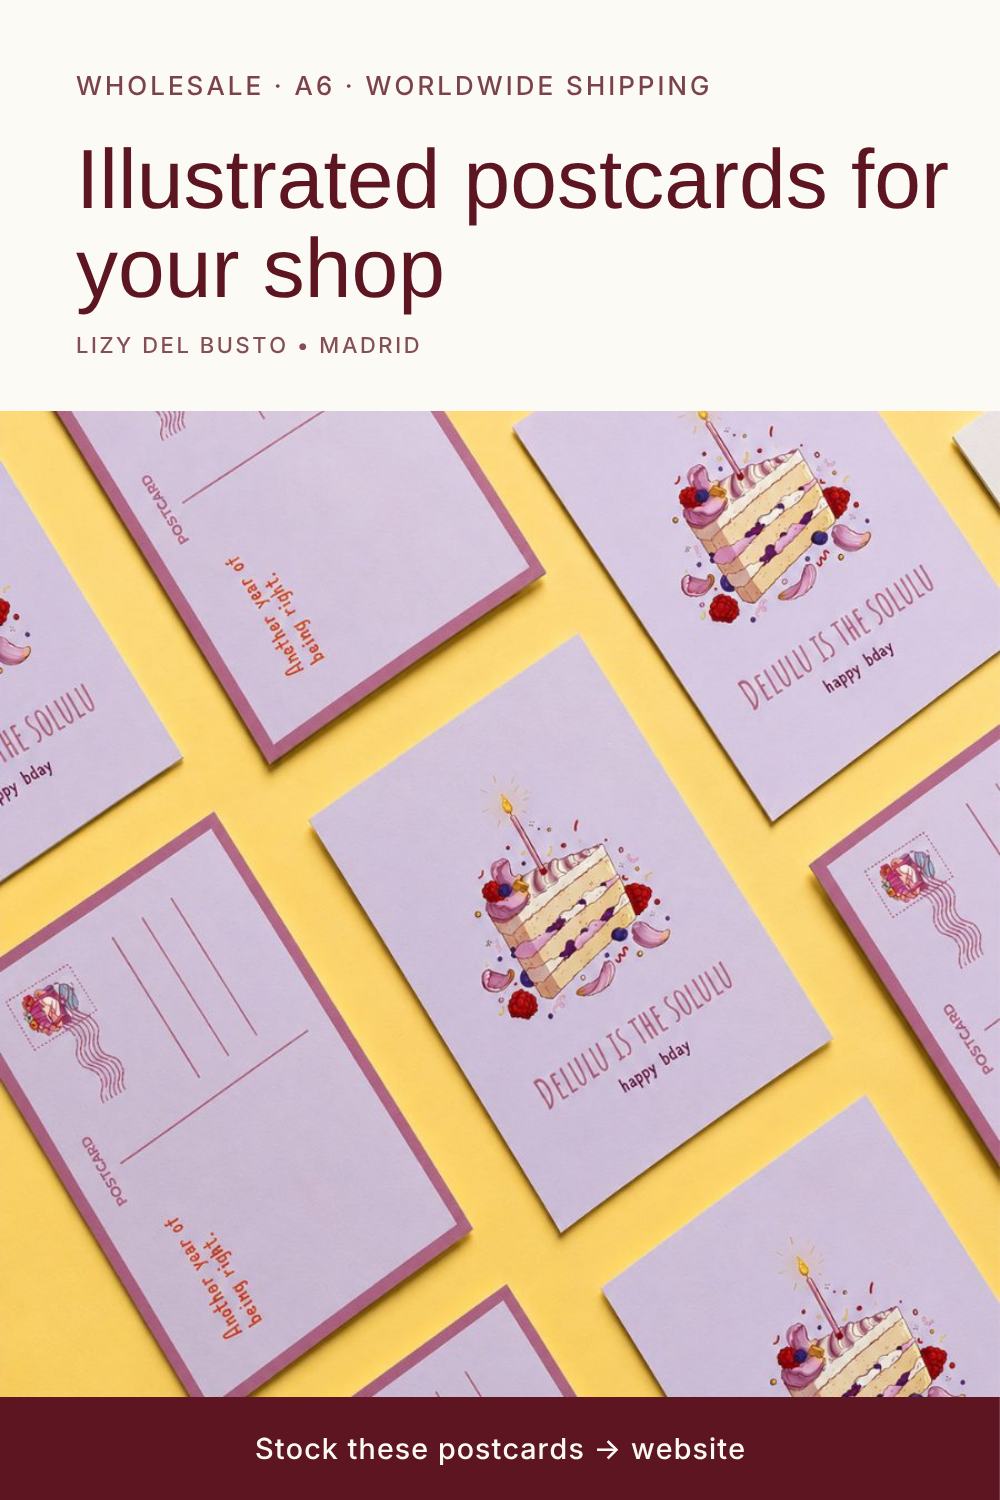 WHOLESALE · A6 · WORLDWIDE SHIPPING
Illustrated postcards for
your shop
LIZY DEL BUSTO • MADRID
POSTCARD
Another year of
being right.
DELULU IS THE SOLULU
happy bday
THE SOLULU
ppy bday
DELULU IS THE SOLULU
happy bday
POSTCARD
POSTCARD
Another year of
being right.
Stock these postcards → website